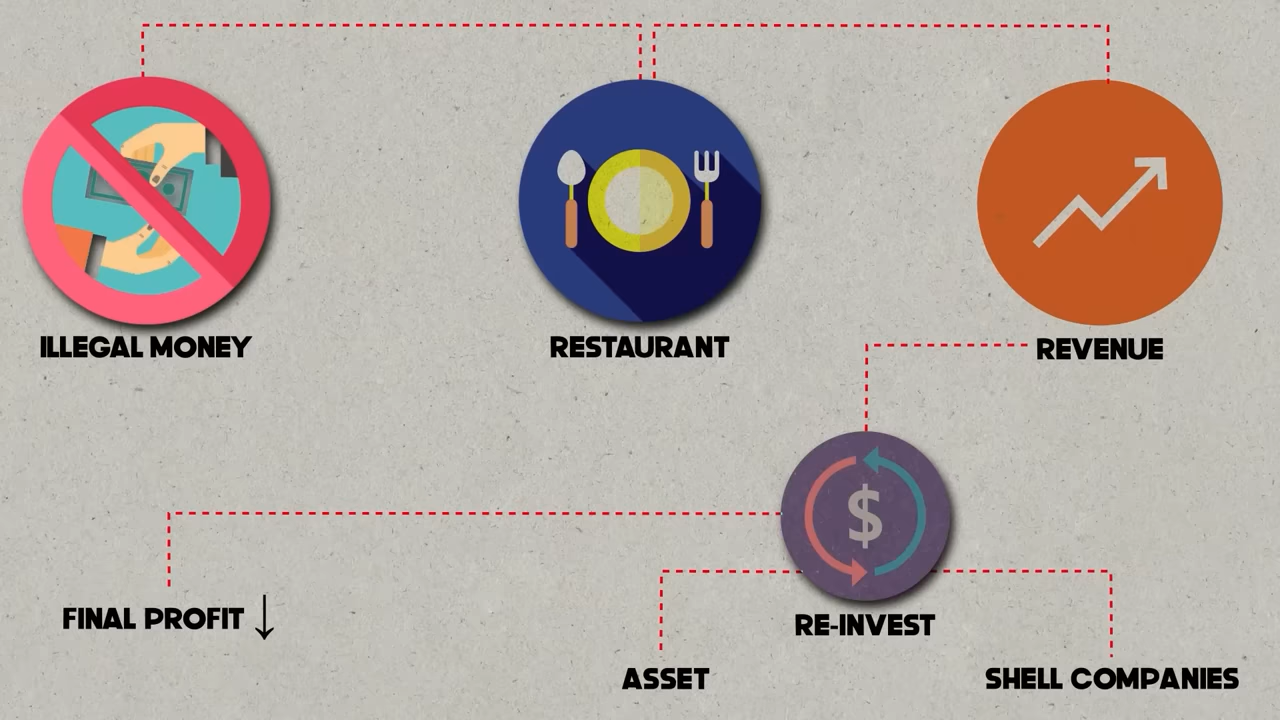 ILLEGAL MONEY
RESTAURANT
REVENUE
$
RE-INVEST
FINAL PROFIT ↓
ASSET
SHELL COMPANIES